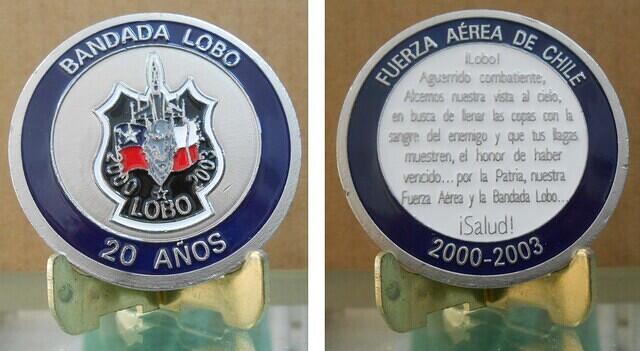 BANDADA LOBO
2000 2003
LOBO
20 AÑOS
FUERZA AÉREA DE CHILE
¡Lobo!
Aguerrido combatiente,
Alcemos nuestra vista al cielo,
en busca de llenar las copas con la
sangre del enemigo y que tus llagas
muestren, el honor de haber
vencido... por la Patria, nuestra
Fuerza Aérea y la Bandada Lobo...
¡Salud!
2000-2003